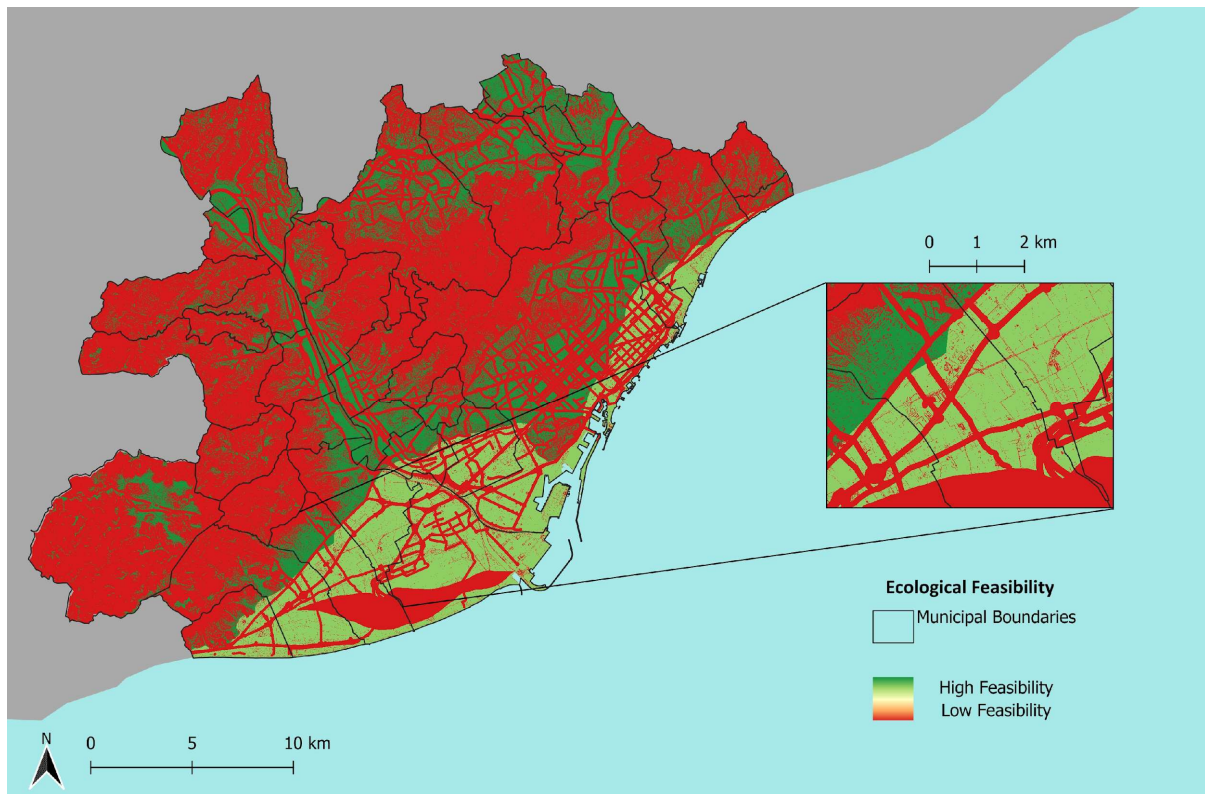 0 1 2 km
Ecological Feasibility
Municipal Boundaries
High Feasibility
Low Feasibility
N
0 5 10 km